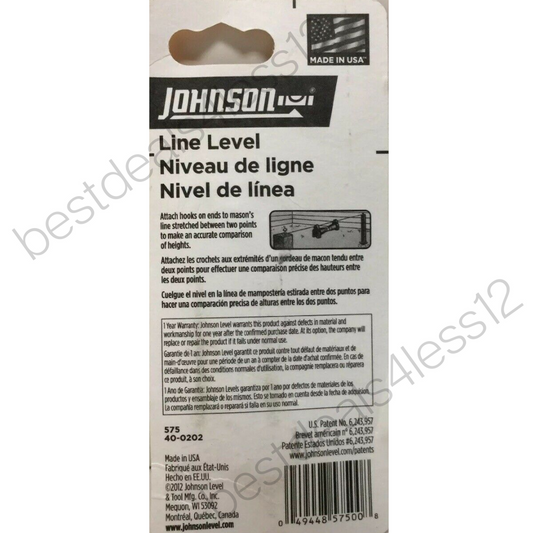 MADE IN USA™
JOHNSON
Line Level
Niveau de ligne
Nivel de línea
Attach hooks on ends to mason's
line stretched between two points
to make an accurate comparison
of heights.
Attachez les crochets aux extrémités d'un cordeau de macon tendu entre
deux points pour effectuer une comparaison précise des hauteurs entre
les deux points.
Cuelgue el nivel en la línea de mampostería estirada entre dos puntos para
hacer una comparación precisa de alturas entre los dos puntos.
1 Year Warranty: Johnson Level warrants this product against defects in material and
workmanship for one year after the confirmed purchase date. At its option, the company will
replace or repair the product if it fails under normal use.
Garantie de 1 an: Johnson Level garantit ce produit contre tout défaut de matériaux et de
main-d'œuvre pour une période de un an à compter de la date d'achat confirmée. En cas de
défaillance dans des conditions normales d'utilisation, la compagnie remplacera ou réparera
ce produit, à son choix.
1 Ano de Garantía: Johnson Levels garantiza por 1 ano por defectos de materiales de los
productos y ensamblaje de los mismos. Esto se tornado en cuenta desde la fecha de adjudicasion,
La compañía remplazará o reparará si falla en su uso normal.
575
40-0202
U.S. Patent No. 6,243,957
Brevet américain n° 6,243,957
Patente Estados Unidos #6,243,957
www.johnsonlevel.com/patents
Made in USA
Fabriqué aux État-Unis
Hecho en EE.UU.
©2012 Johnson Level
& Tool Mfg. Co., Inc.
Mequon, WI 53092
Montréal, Québec, Canada
www.johnsonlevel.com
0 49448 57500 8
bestdeals4less12
bestdeals4less12